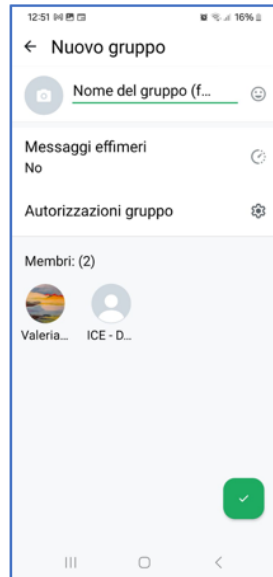 12:51 16%
Nuovo gruppo
Nome del gruppo (f...
Messaggi effimeri
No
Autorizzazioni gruppo
Membri: (2)
Valeria... ICE - D...